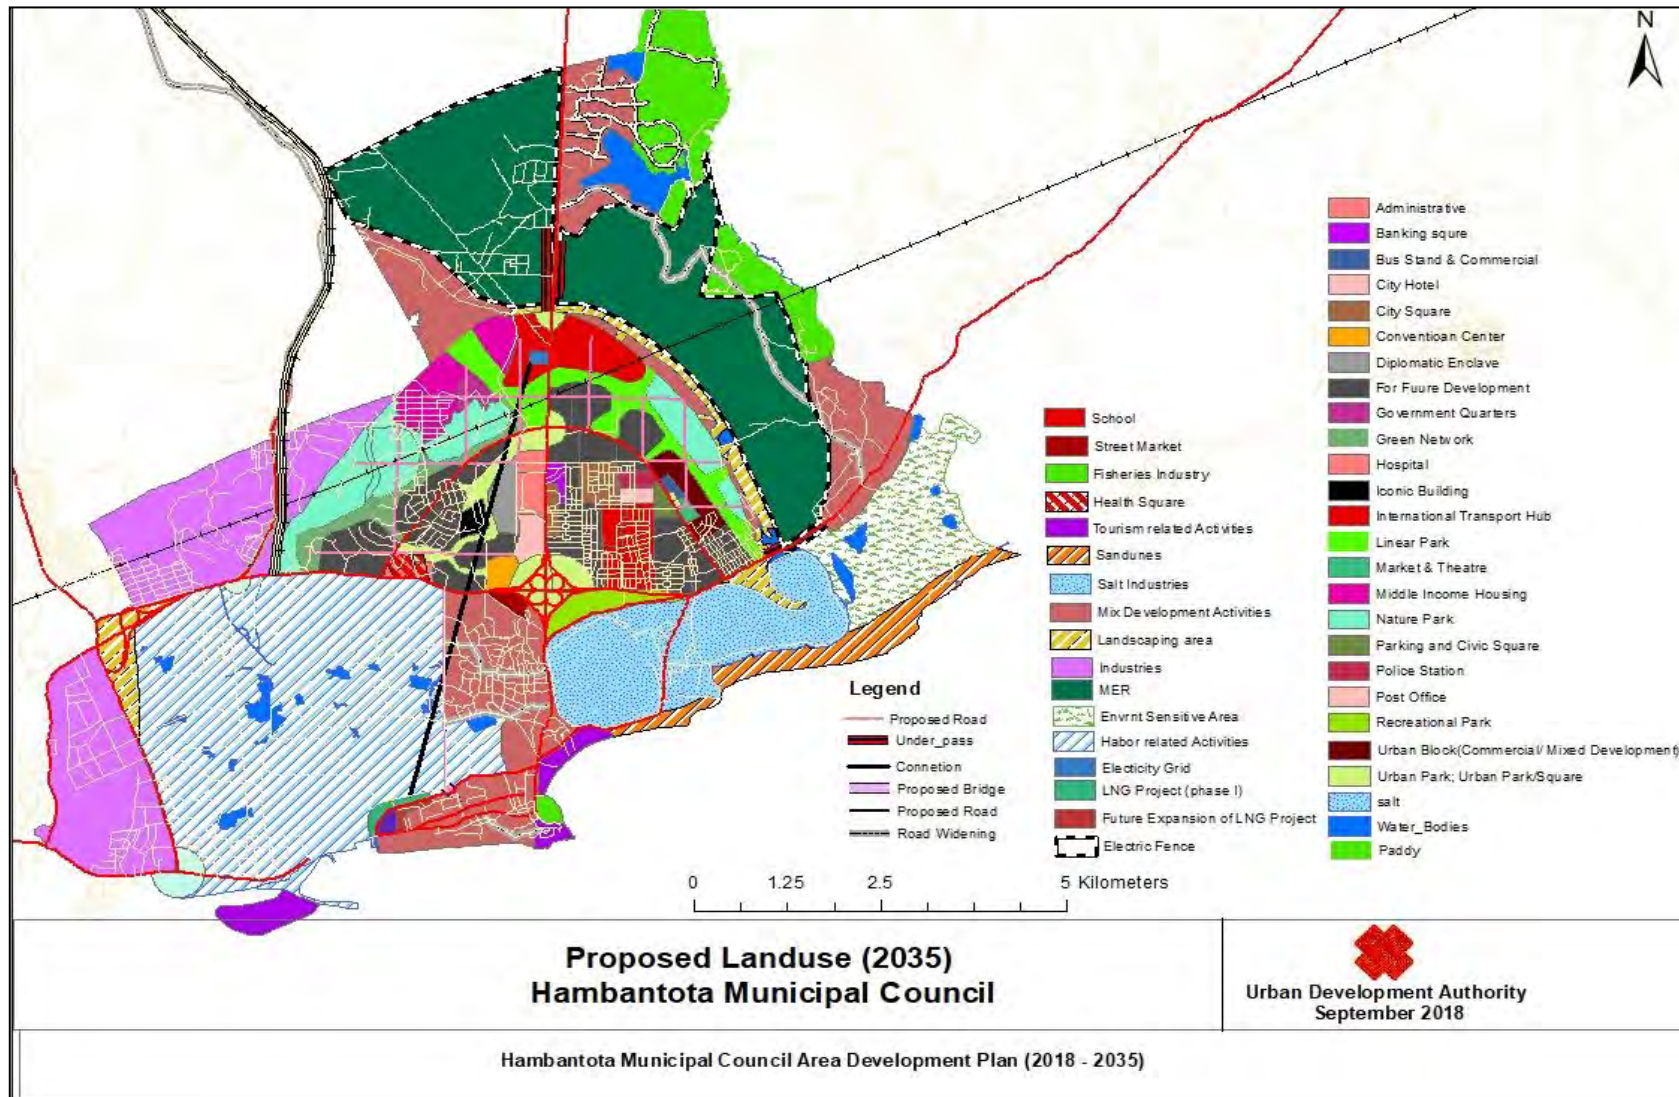 N
Administrative
Banking squre
Bus Stand & Commercial
City Hotel
City Square
Conventioan Center
Diplomatic Enclave
For Fuure Development
Government Quarters
Green Network
Hospital
Iconic Building
International Transport Hub
Linear Park
Market & Theatre
Middle Income Housing
Nature Park
Parking and Civic Square
Police Station
Post Office
Recreational Park
Urban Block(Commercial/ Mixed Development)
Urban Park; Urban Park/Square
salt
Water_Bodies
Paddy
School
Street Market
Fisheries Industry
Health Square
Tourism related Activities
Sandunes
Salt Industries
Mix Development Activities
Landscaping area
Industries
MER
Envrnt Sensitive Area
Habor related Activities
Electicity Grid
LNG Project (phase I)
Future Expansion of LNG Project
Electric Fence
Legend
Proposed Road
Under_pass
Connetion
Proposed Bridge
Proposed Road
Road Widening
0 1.25 2.5 5 Kilometers
Proposed Landuse (2035)
Hambantota Municipal Council
Urban Development Authority
September 2018
Hambantota Municipal Council Area Development Plan (2018 - 2035)